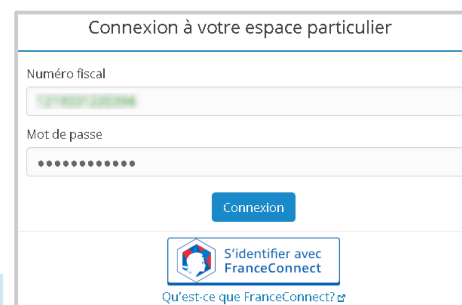 Connexion à votre espace particulier
Numéro fiscal
Mot de passe
••••••••••••
Connexion
S'identifier avec
FranceConnect
Qu'est-ce que FranceConnect?